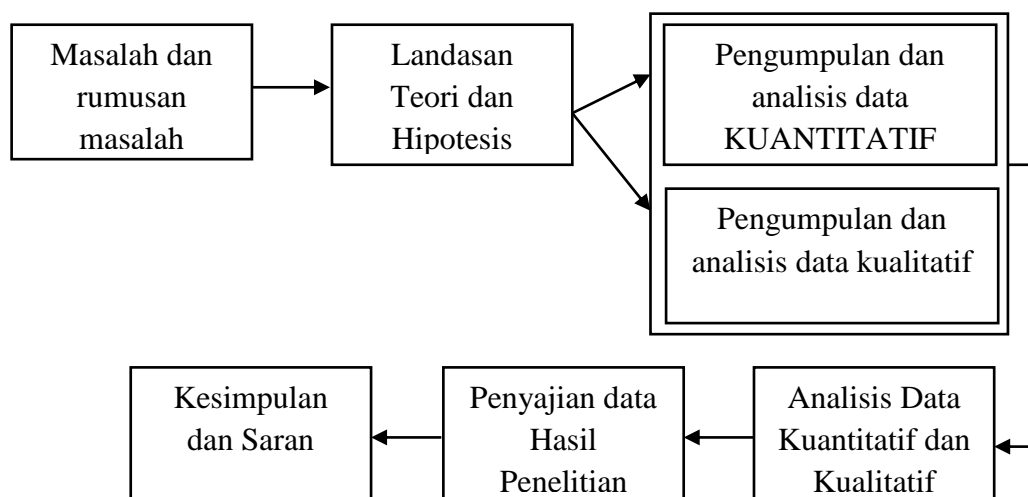 Masalah dan
rumusan
masalah
Landasan
Teori dan
Hipotesis
Pengumpulan dan
analisis data
KUANTITATIF
Pengumpulan dan
analisis data kualitatif
Kesimpulan
dan Saran
Penyajian data
Hasil
Penelitian
Analisis Data
Kuantitatif dan
Kualitatif